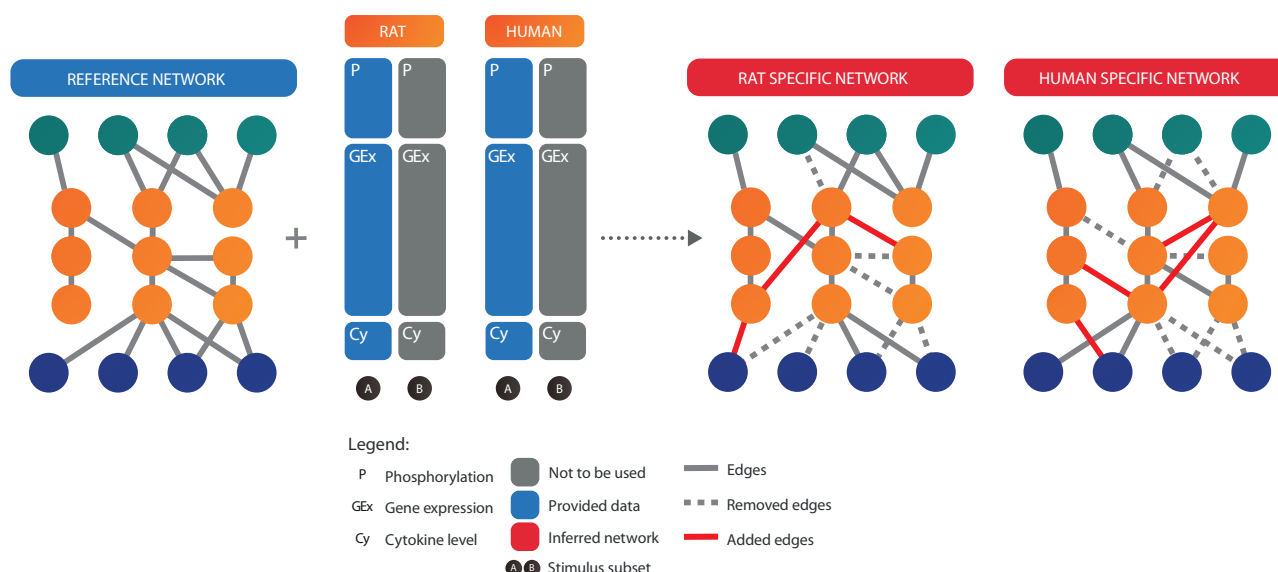 RAT
HUMAN
REFERENCE NETWORK
RAT SPECIFIC NETWORK
HUMAN SPECIFIC NETWORK
P
P
P
P
GEx
GEx
GEx
GEx
Cy
Cy
Cy
Cy
A
B
A
B
Legend:
P Phosphorylation
GEx Gene expression
Cy Cytokine level
Not to be used
Provided data
Inferred network
A B Stimulus subset
Edges
Removed edges
Added edges